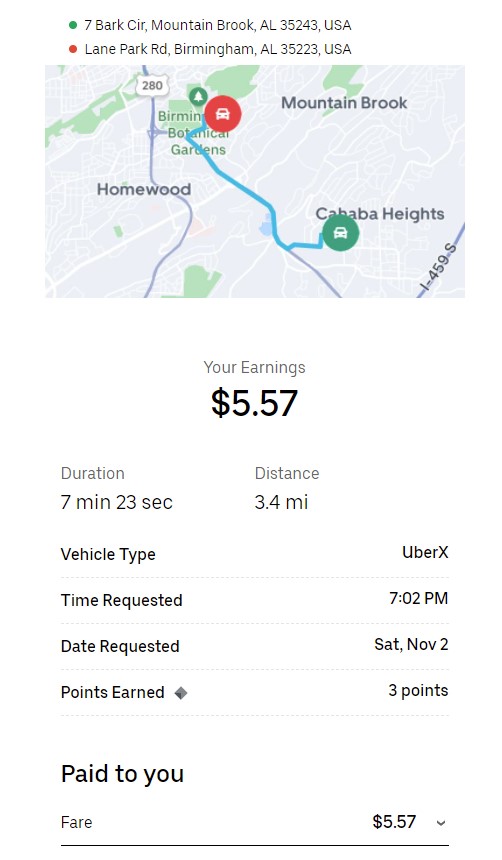 7 Bark Cir, Mountain Brook, AL 35243, USA
Lane Park Rd, Birmingham, AL 35223, USA
280
Mountain Brook
Birmin
Botanical
Gardens
Homewood
Cahaba Heights
I-459 S
Your Earnings
$5.57
Duration
Distance
7 min 23 sec
3.4 mi
Vehicle Type
UberX
Time Requested
7:02 PM
Date Requested
Sat, Nov 2
Points Earned
3 points
Paid to you
Fare
$5.57